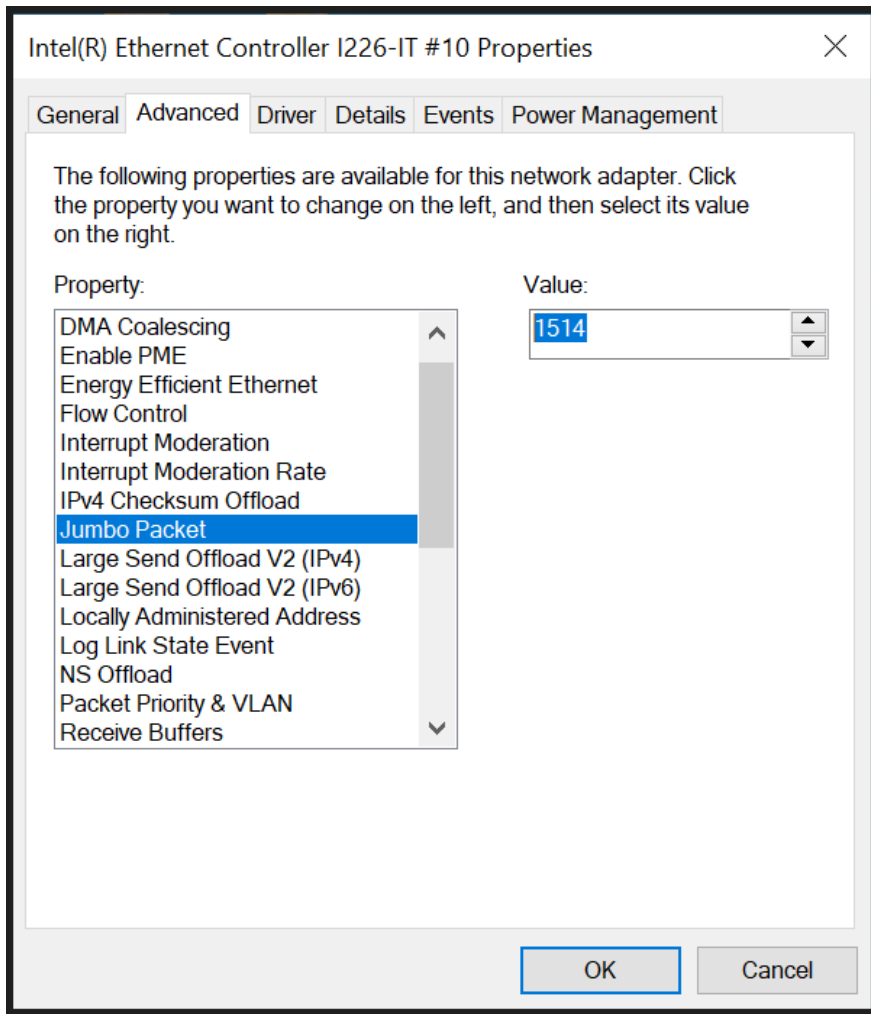 Intel(R) Ethernet Controller I226-IT #10 Properties
General Advanced Driver Details Events Power Management
The following properties are available for this network adapter. Click
the property you want to change on the left, and then select its value
on the right.
Property:
Value:
DMA Coalescing
Enable PME
Energy Efficient Ethernet
Flow Control
Interrupt Moderation
Interrupt Moderation Rate
IPv4 Checksum Offload
Jumbo Packet
Large Send Offload V2 (IPv4)
Large Send Offload V2 (IPv6)
Locally Administered Address
Log Link State Event
NS Offload
Packet Priority & VLAN
Receive Buffers
1514
OK
Cancel